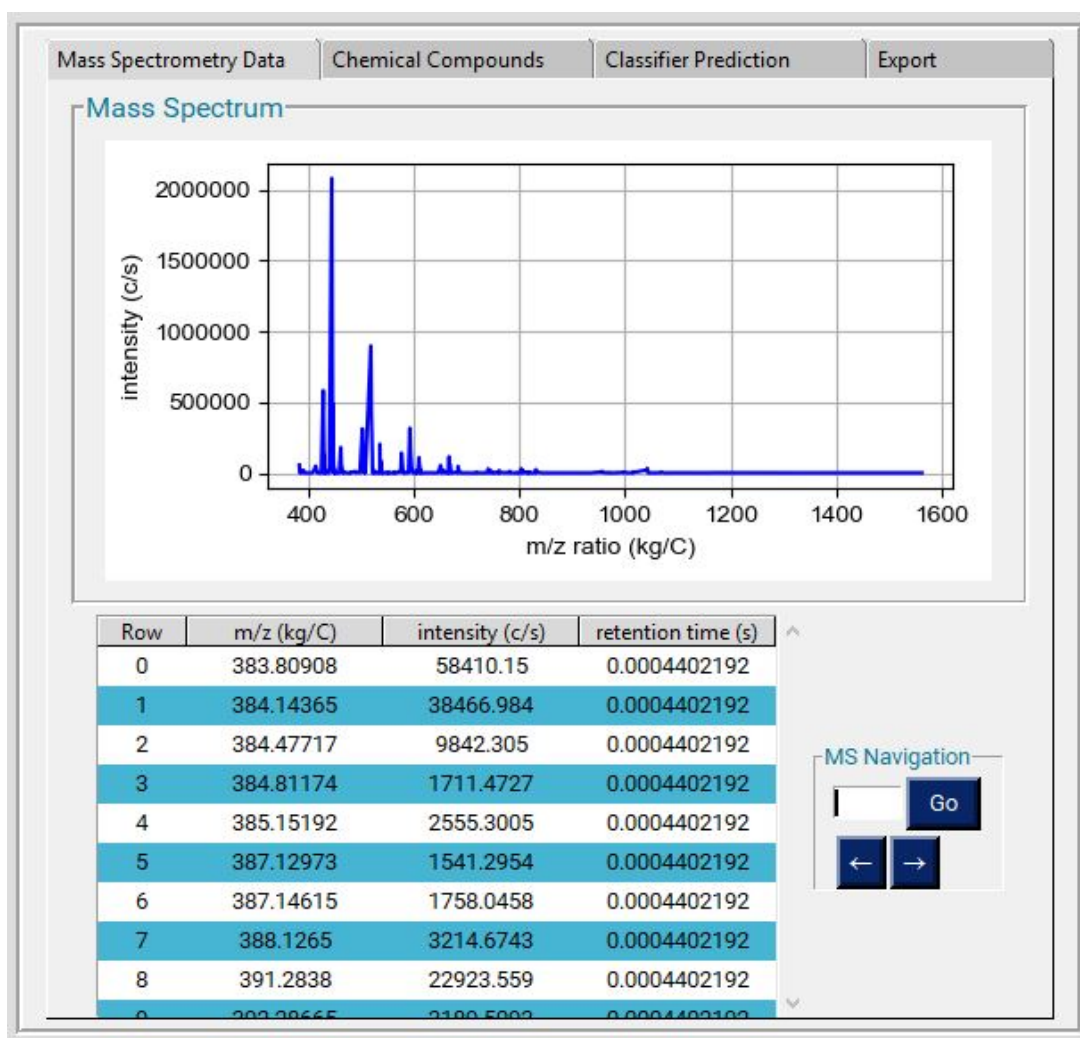 Mass Spectrometry Data Chemical Compounds Classifier Prediction Export
Mass Spectrum
2000000
1500000
1000000
500000
0
intensity (c/s)
400 600 800 1000 1200 1400 1600
m/z ratio (kg/C)
Row m/z (kg/C) intensity (c/s) retention time (s)
0 383.80908 58410.15 0.0004402192
1 384.14365 38466.984 0.0004402192
2 384.47717 9842.305 0.0004402192
3 384.81174 1711.4727 0.0004402192
4 385.15192 2555.3005 0.0004402192
5 387.12973 1541.2954 0.0004402192
6 387.14615 1758.0458 0.0004402192
7 388.1265 3214.6743 0.0004402192
8 391.2838 22923.559 0.0004402192
MS Navigation
Go
← →